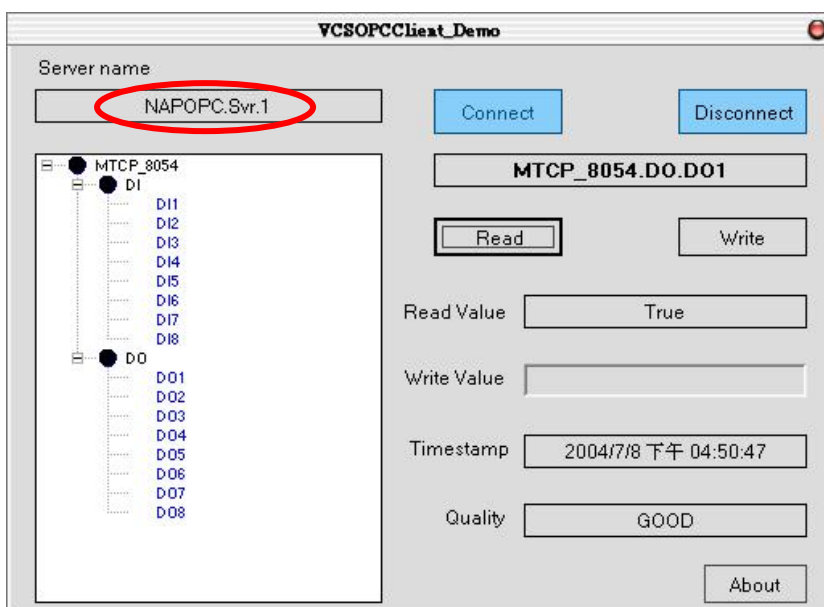 VCSOPCClient_Demo
Server name
NAPOPC.Svr.1
Connect
Disconnect
MTCP_8054
DI
DI1
DI2
DI3
DI4
DI5
DI6
DI7
DI8
DO
DO1
DO2
DO3
DO4
DO5
DO6
DO7
DO8
MTCP_8054.DO.DO1
Read
Write
Read Value
True
Write Value
Timestamp
2004/7/8 下午 04:50:47
Quality
GOOD
About